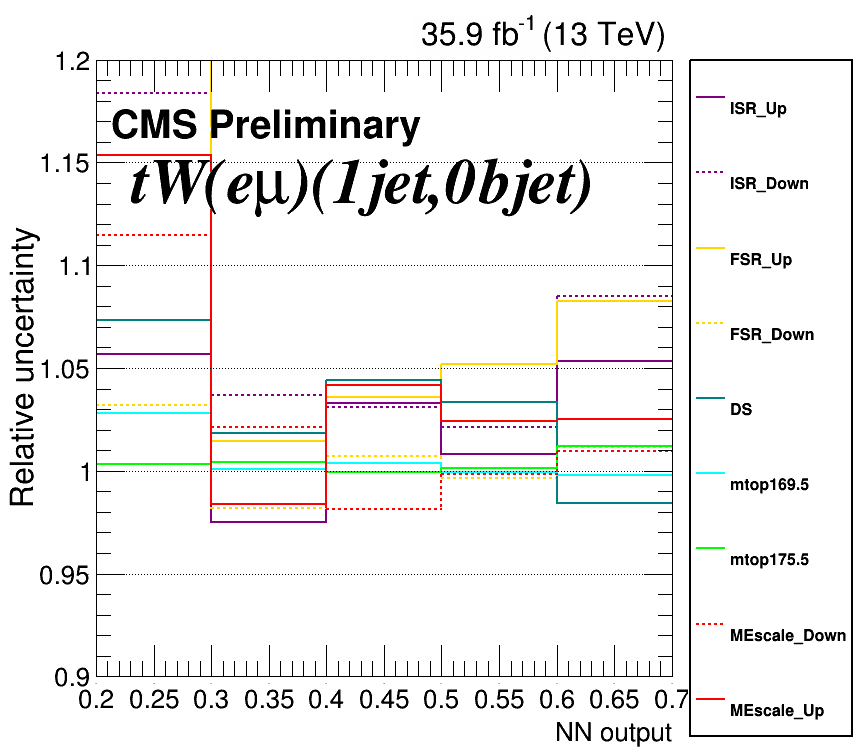 35.9 fb-1 (13 TeV)
1.2
CMS Preliminary
tW(eμ)(1jet,0bjet)
1.15
1.1
1.05
1
0.95
0.9
Relative uncertainty
0.2 0.25 0.3 0.35 0.4 0.45 0.5 0.55 0.6 0.65 0.7
NN output
ISR_Up
ISR_Down
FSR_Up
FSR_Down
DS
mtop169.5
mtop175.5
MEscale_Down
MEscale_Up